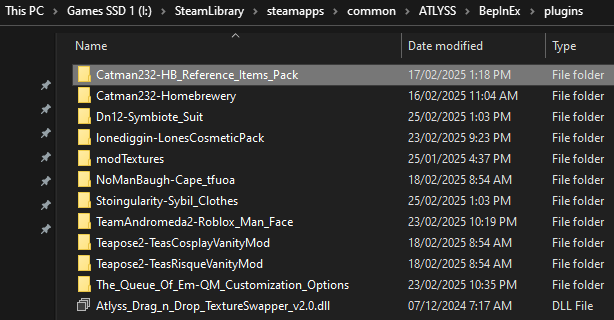 This PC > Games SSD 1 (I:) > SteamLibrary > steamapps > common > ATLYSS > BepInEx > plugins
Name Date modified Type
Catman232-HB_Reference_Items_Pack 17/02/2025 1:18 PM File folder
Catman232-Homebrewery 16/02/2025 11:04 AM File folder
Dn12-Symbiote_Suit 25/02/2025 1:03 PM File folder
lonediggin-LonesCosmeticPack 23/02/2025 9:23 PM File folder
modTextures 25/01/2025 4:37 PM File folder
NoManBaugh-Cape_tfuoa 18/02/2025 8:54 AM File folder
Stoingularity-Sybil_Clothes 25/02/2025 1:03 PM File folder
TeamAndromeda2-Roblox_Man_Face 23/02/2025 10:19 PM File folder
Teapose2-TeasCosplayVanityMod 18/02/2025 8:54 AM File folder
Teapose2-TeasRisqueVanityMod 18/02/2025 8:54 AM File folder
The_Queue_Of_Em-QM_Customization_Options 23/02/2025 10:35 PM File folder
Atlyss_Drag_n_Drop_TextureSwapper_v2.0.dll 07/12/2024 7:17 AM DLL File